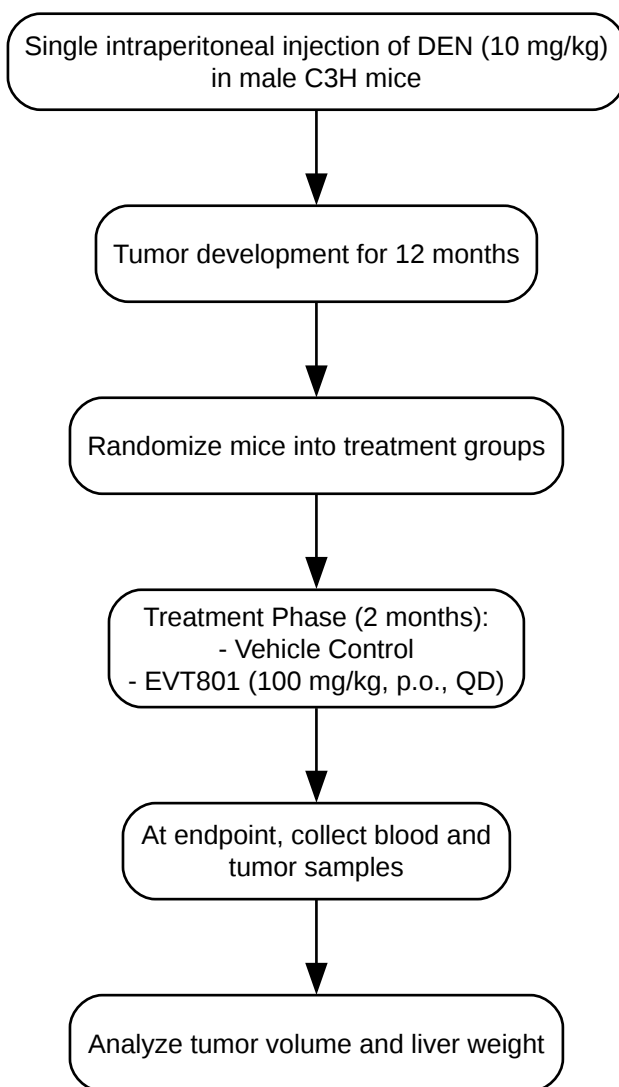 Single intraperitoneal injection of DEN (10 mg/kg)
in male C3H mice
Tumor development for 12 months
Randomize mice into treatment groups
Treatment Phase (2 months):
- Vehicle Control
- EVT801 (100 mg/kg, p.o., QD)
At endpoint, collect blood and
tumor samples
Analyze tumor volume and liver weight